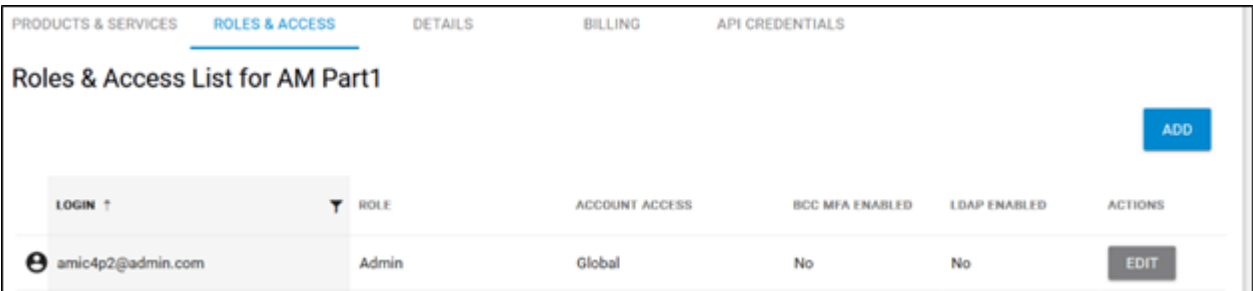 PRODUCTS & SERVICES ROLES & ACCESS DETAILS BILLING API CREDENTIALS
Roles & Access List for AM Part1
ADD
LOGIN ↑ ROLE ACCOUNT ACCESS BCC MFA ENABLED LDAP ENABLED ACTIONS
amic4p2@admin.com Admin Global No No EDIT